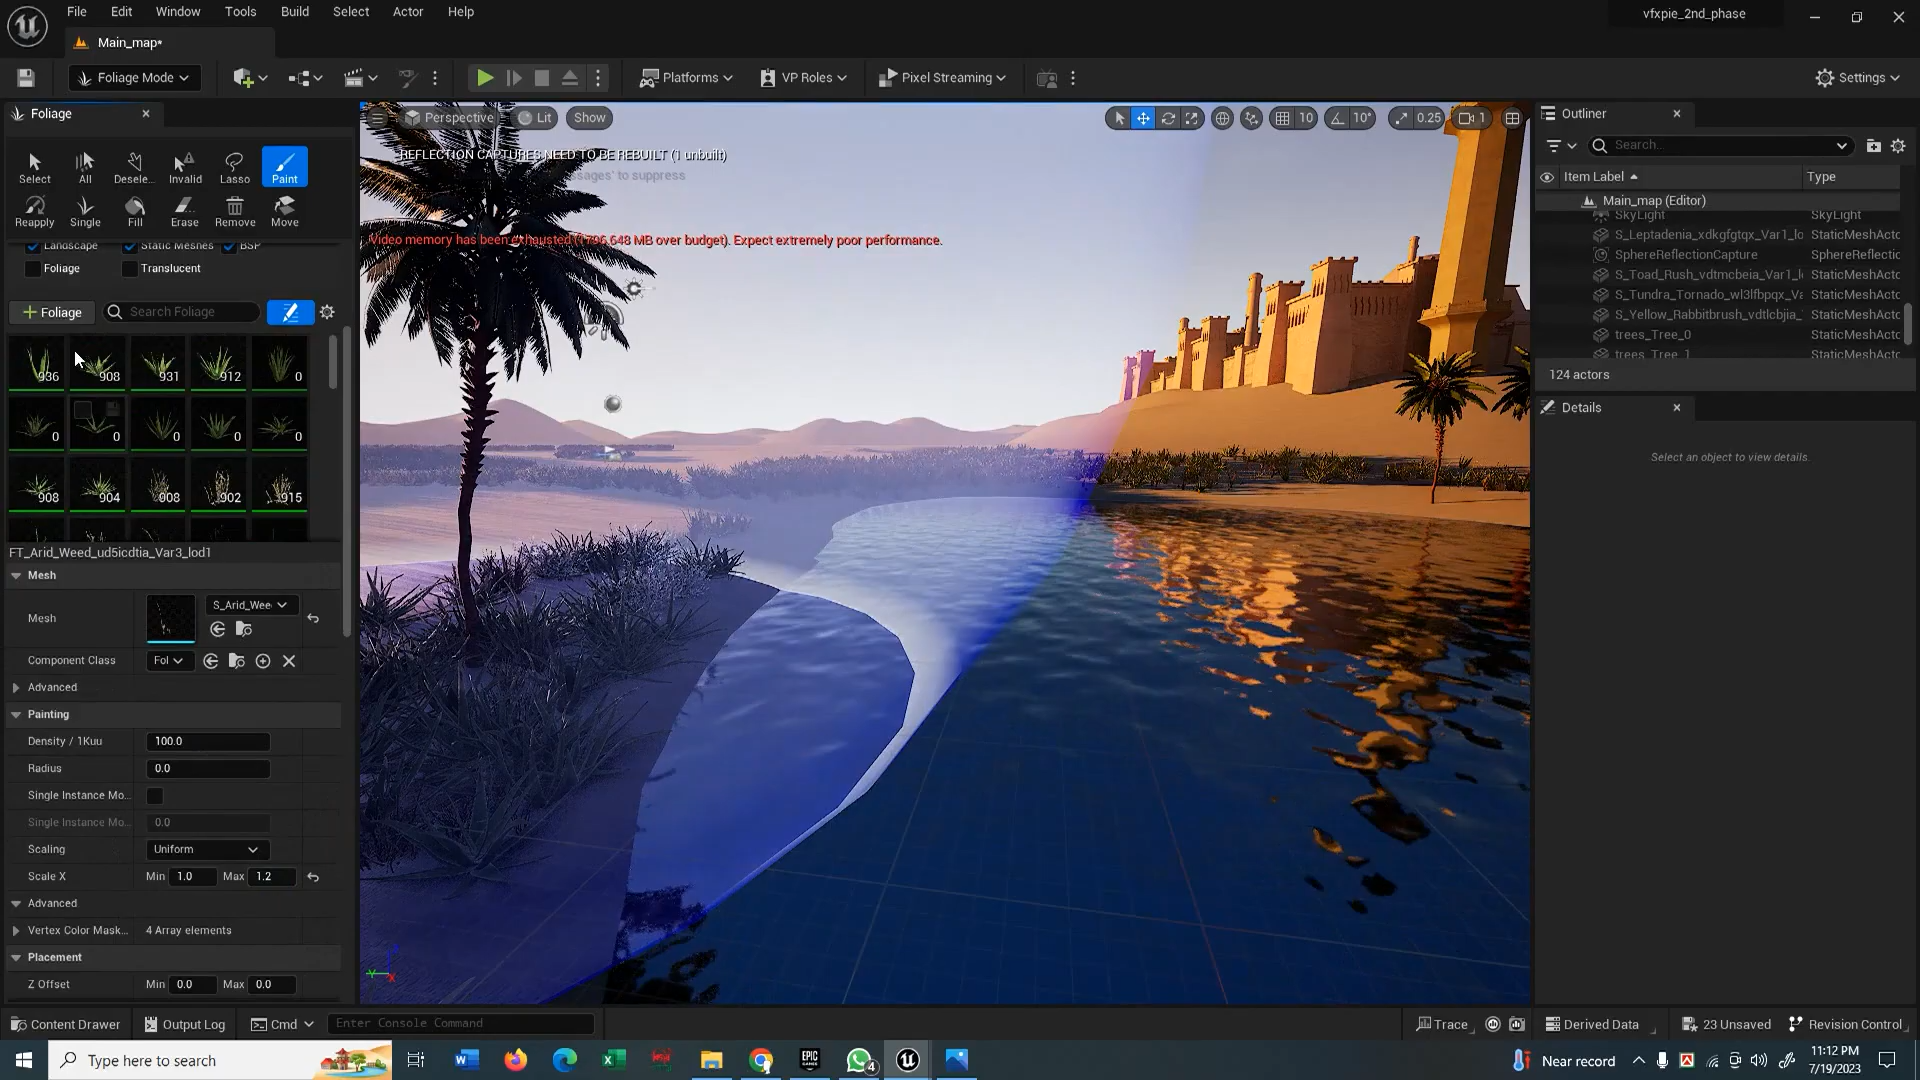 File Edit Window Tools Build Select Actor Help
vfxpie_2nd_phase
Main_map*
Foliage Mode
Platforms
VP Roles
Pixel Streaming
Settings
Foliage
Select All Desele... Invalid Lasso Paint
Reapply Single Fill Erase Remove Move
Landscape Static Meshes BSP
Foliage Translucent
+ Foliage
Search Foliage
936 908 931 912 0
0 0 0 0 0
908 904 908 902 915
FT_Arid_Weed_ud5icdtia_Var3_lod1
Mesh
Mesh S_Arid_Wee
Component Class Fol
Advanced
Painting
Density / 1Kuu 100.0
Radius 0.0
Single Instance Mo...
Single Instance Mo... 0.0
Scaling Uniform
Scale X Min 1.0 Max 1.2
Advanced
Vertex Color Mask... 4 Array elements
Placement
Z Offset Min 0.0 Max 0.0
Perspective Lit Show
10 10° 0.25 1
REFLECTION CAPTURES NEED TO BE REBUILT (1 unbuilt)
ssages' to suppress
Video memory has been exhausted (1796.648 MB over budget). Expect extremely poor performance.
Outliner
Search...
Item Label Type
Main_map (Editor)
SkyLight SkyLight
S_Leptadenia_xdkgfgtqx_Var1_lo StaticMeshActo
SphereReflectionCapture SphereReflectic
S_Toad_Rush_vdtmcbeia_Var1_l StaticMeshActo
S_Tundra_Tornado_wl3lfbpqx_Va StaticMeshActo
S_Yellow_Rabbitbrush_vdtlcbjia_ StaticMeshActo
trees_Tree_0 StaticMeshActo
trees_Tree_1 StaticMeshActo
124 actors
Details
Select an object to view details.
Content Drawer
Output Log
Cmd
Enter Console Command
Trace
Derived Data
23 Unsaved
Revision Control
Type here to search
4
Near record
11:12 PM
7/19/2023